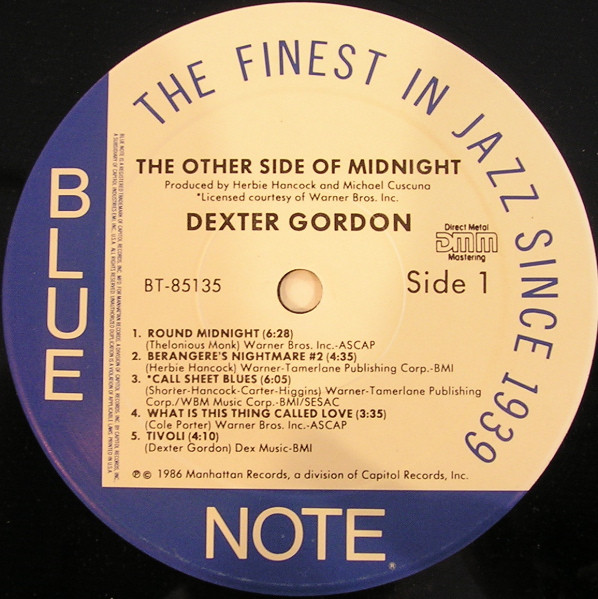 THE FINEST IN JAZZ SINCE 1939
THE OTHER SIDE OF MIDNIGHT
Produced by Herbie Hancock and Michael Cuscuna
*Licensed courtesy of Warner Bros. Inc.
DEXTER GORDON
Direct Metal
DMM
Mastering
BT-85135
Side 1
1. ROUND MIDNIGHT (6:28)
(Thelonious Monk) Warner Bros. Inc.-ASCAP
2. BERANGERE'S NIGHTMARE #2 (4:35)
(Herbie Hancock) Warner-Tamerlane Publishing Corp.-BMI
3. *CALL SHEET BLUES (6:05)
(Shorter-Hancock-Carter-Higgins) Warner-Tamerlane Publishing
Corp./WBM Music Corp.-BMI/SESAC
4. WHAT IS THIS THING CALLED LOVE (3:35)
(Cole Porter) Warner Bros. Inc.-ASCAP
5. TIVOLI (4:10)
(Dexter Gordon) Dex Music-BMI
℗ © 1986 Manhattan Records, a division of Capitol Records, Inc.
BLUE
NOTE®